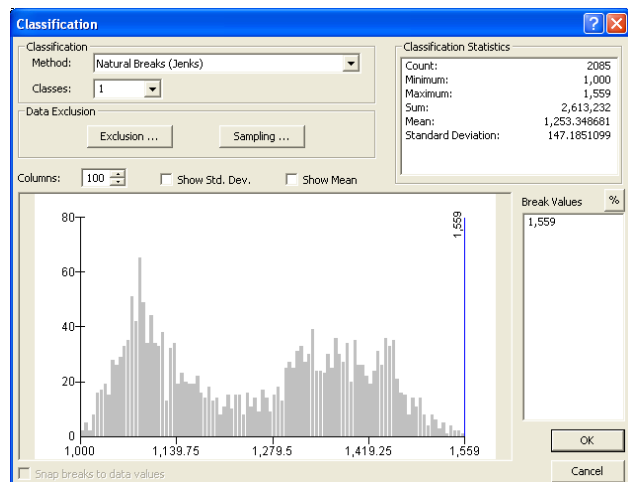 Classification
Classification
Method: Natural Breaks (Jenks)
Classes: 1
Data Exclusion
Exclusion ... Sampling ...
Classification Statistics
Count: 2085
Minimum: 1,000
Maximum: 1,559
Sum: 2,613,232
Mean: 1,253.348681
Standard Deviation: 147.1851099
Columns: 100 Show Std. Dev. Show Mean
Break Values %
1,559
80
60
40
20
0
1,000 1,139.75 1,279.5 1,419.25 1,559
1,559
Snap breaks to data values
OK
Cancel